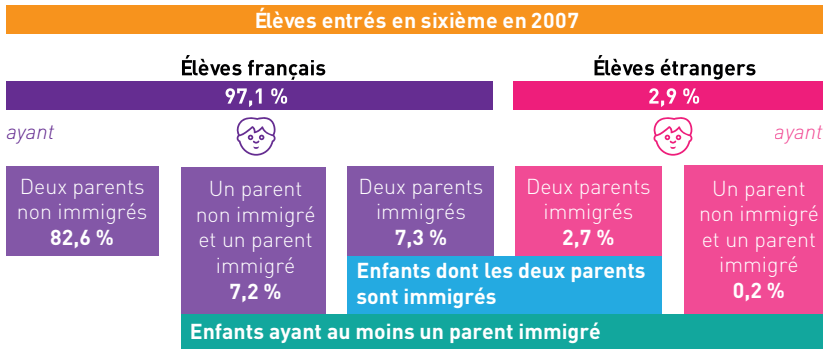 Élèves entrés en sixième en 2007
Élèves français
97,1 %
Élèves étrangers
2,9 %
ayant
ayant
Deux parents
non immigrés
82,6 %
Un parent
non immigré
et un parent
immigré
7,2 %
Deux parents
immigrés
7,3 %
Deux parents
immigrés
2,7 %
Un parent
non immigré
et un parent
immigré
0,2 %
Enfants dont les deux parents
sont immigrés
Enfants ayant au moins un parent immigré